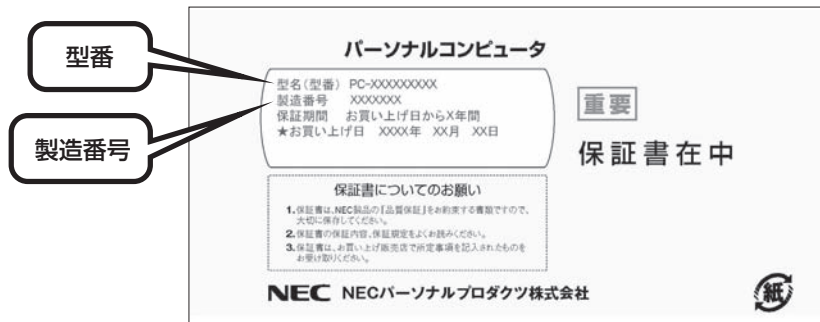 型番
製造番号
パーソナルコンピュータ
型名(型番) PC-XXXXXXXXX
製造番号 XXXXXXX
保証期間 お買い上げ日からX年間
★お買い上げ日 XXXX年 XX月 XX日
重要
保証書在中
保証書についてのお願い
1.保証書は、NEC製品の『品質保証』をお約束する書類ですので、
大切に保存してください。
2.保証書の保証内容、保証規定をよくお読みください。
3.保証書は、お買い上げ販売店で所定事項を記入されたものを
お受け取りください。
NEC NECパーソナルプロダクツ株式会社
紙